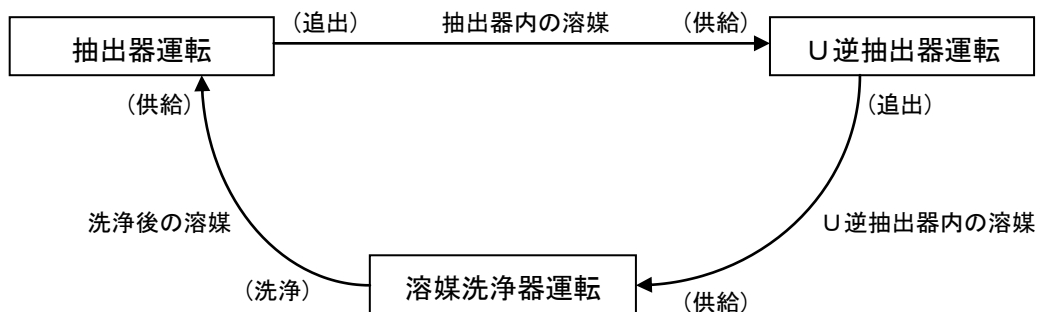 （追出）　抽出器内の溶媒　（供給）
抽出器運転
Ｕ逆抽出器運転
（供給）
（追出）
洗浄後の溶媒
Ｕ逆抽出器内の溶媒
（洗浄）
溶媒洗浄器運転
（供給）